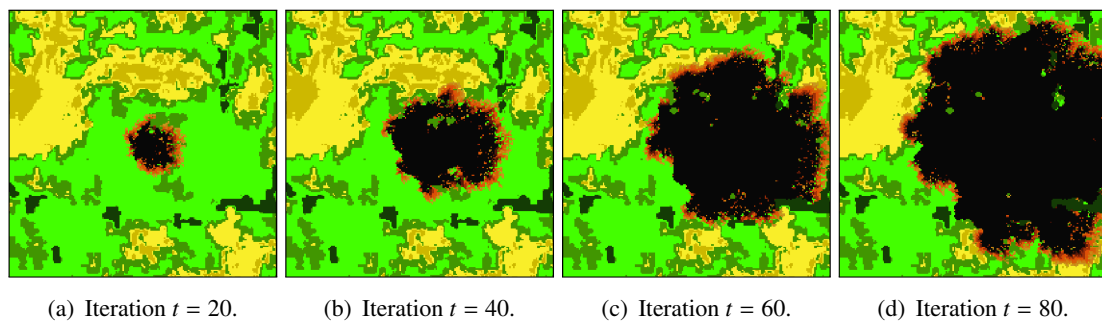 (a) Iteration t = 20.
(b) Iteration t = 40.
(c) Iteration t = 60.
(d) Iteration t = 80.